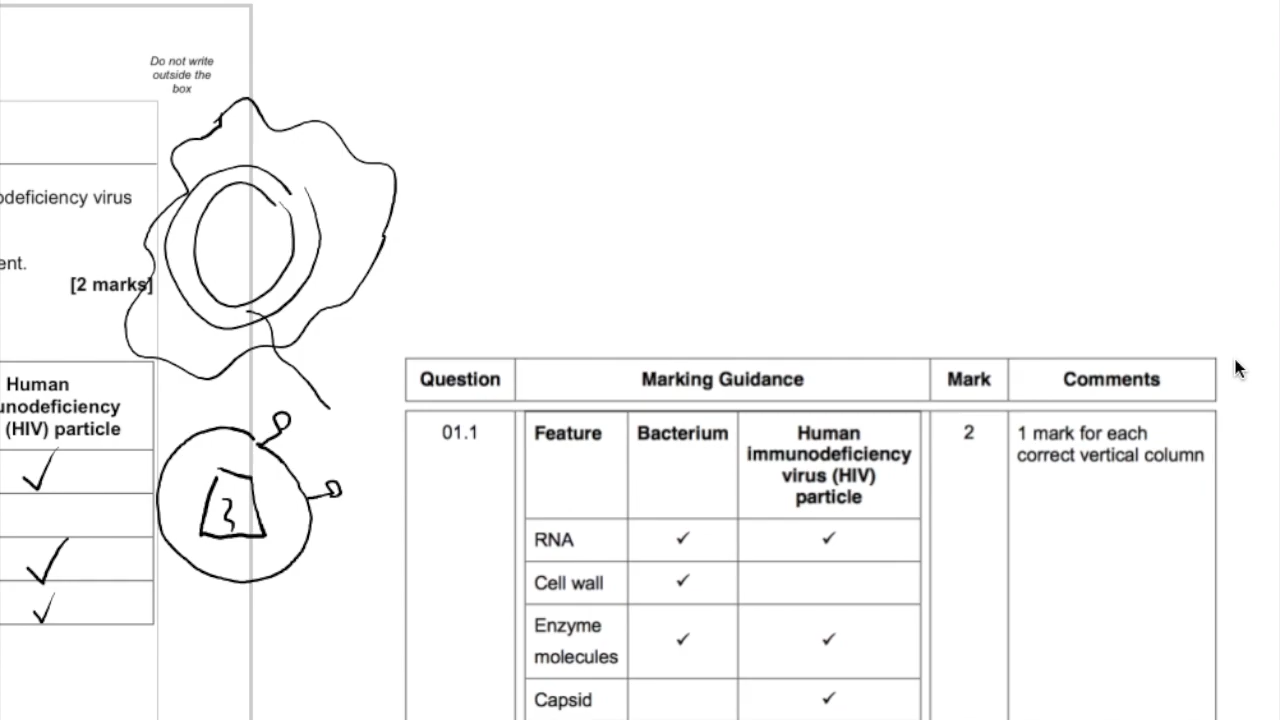 Do not write
outside the
box
odeficiency virus
ent.
[2 marks]
Human
unodeficiency
(HIV) particle
✓
✓
✓
Question Marking Guidance Mark Comments
01.1 Feature Bacterium Human immunodeficiency virus (HIV) particle 2 1 mark for each correct vertical column
RNA ✓ ✓
Cell wall ✓
Enzyme molecules ✓ ✓
Capsid ✓